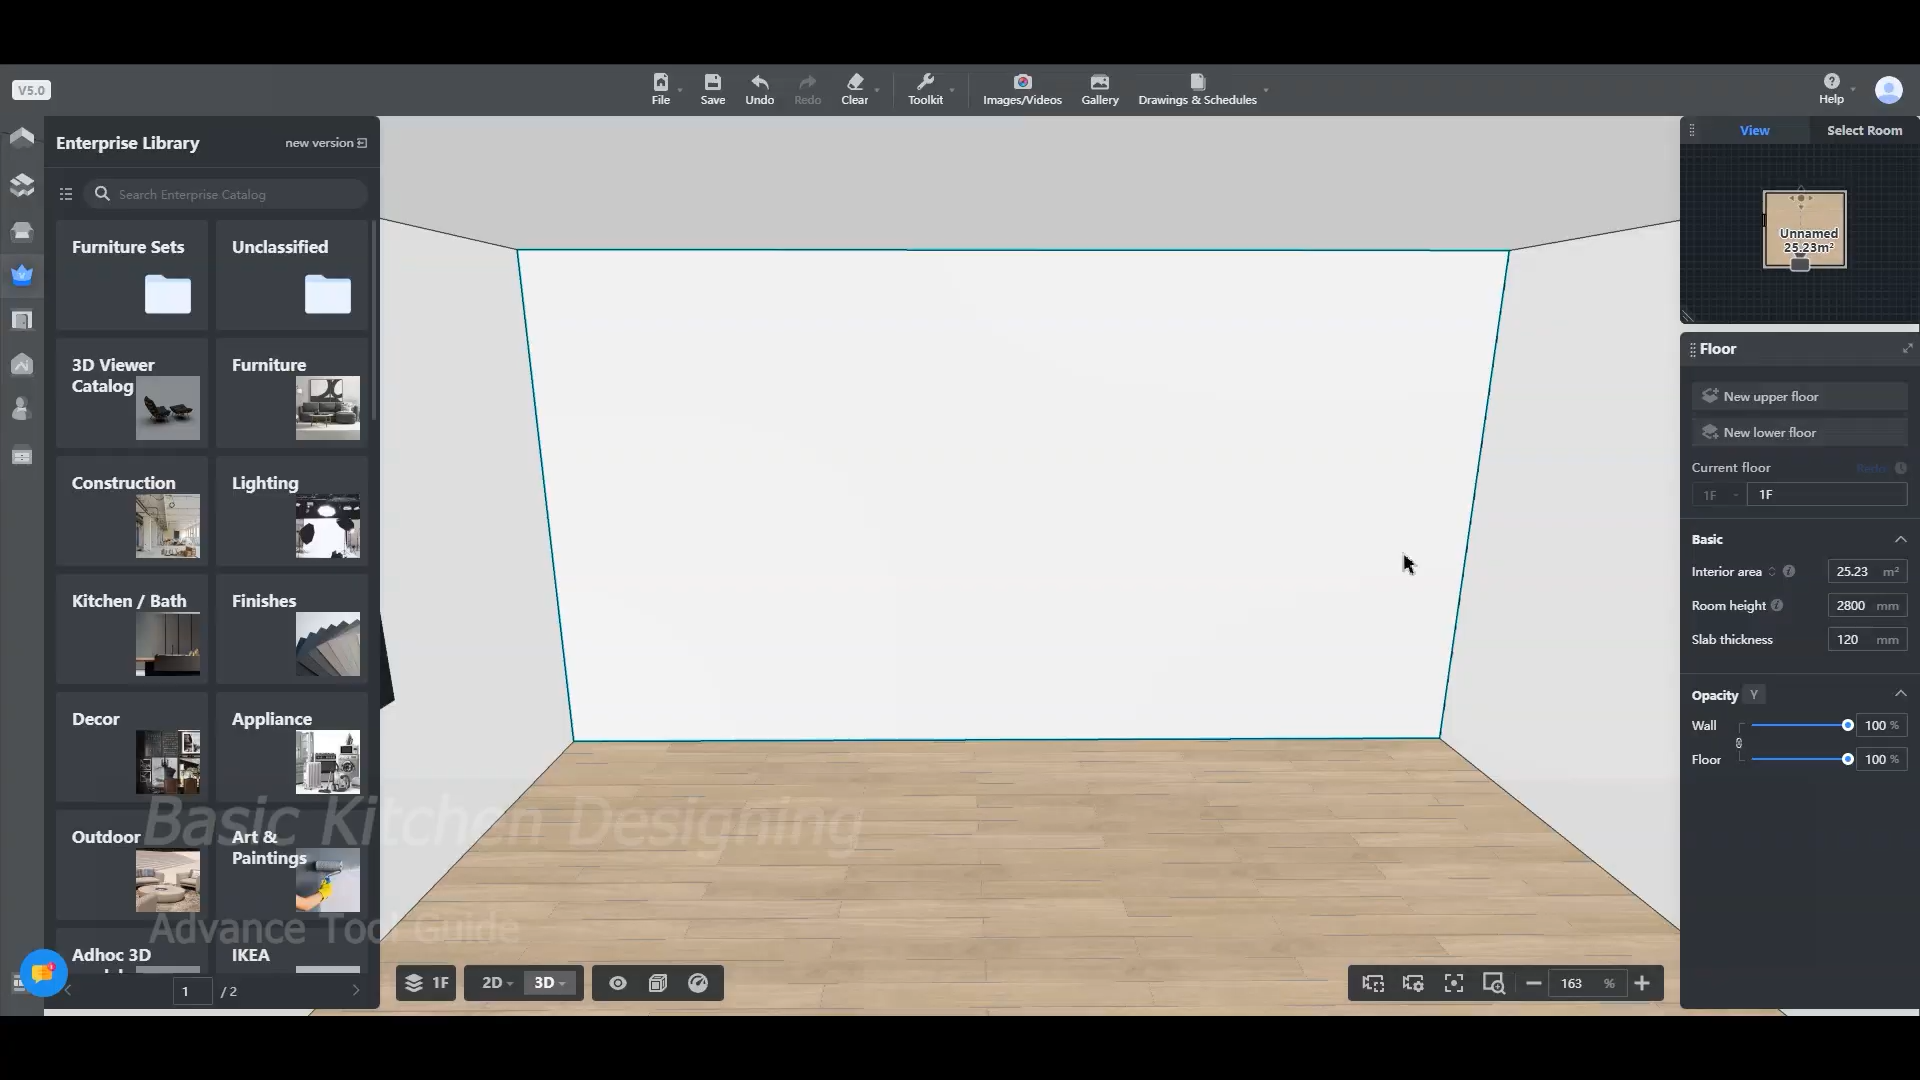 V5.0
File
Save
Undo
Redo
Clear
Toolkit
Images/Videos
Gallery
Drawings & Schedules
Help
Enterprise Library
new version
Search Enterprise Catalog
Furniture Sets
Unclassified
3D Viewer
Catalog
Furniture
Construction
Lighting
Kitchen / Bath
Finishes
Decor
Appliance
Outdoor
Art &
Paintings
Adhoc 3D
IKEA
1 / 2
Basic Kitchen Designing
Advance Tool Guide
1F
2D
3D
163 %
View
Select Room
Unnamed
25.23m²
Floor
New upper floor
New lower floor
Current floor
Redo
1F - 1F
Basic
Interior area
25.23 m²
Room height
2800 mm
Slab thickness
120 mm
Opacity Y
Wall
100 %
Floor
100 %